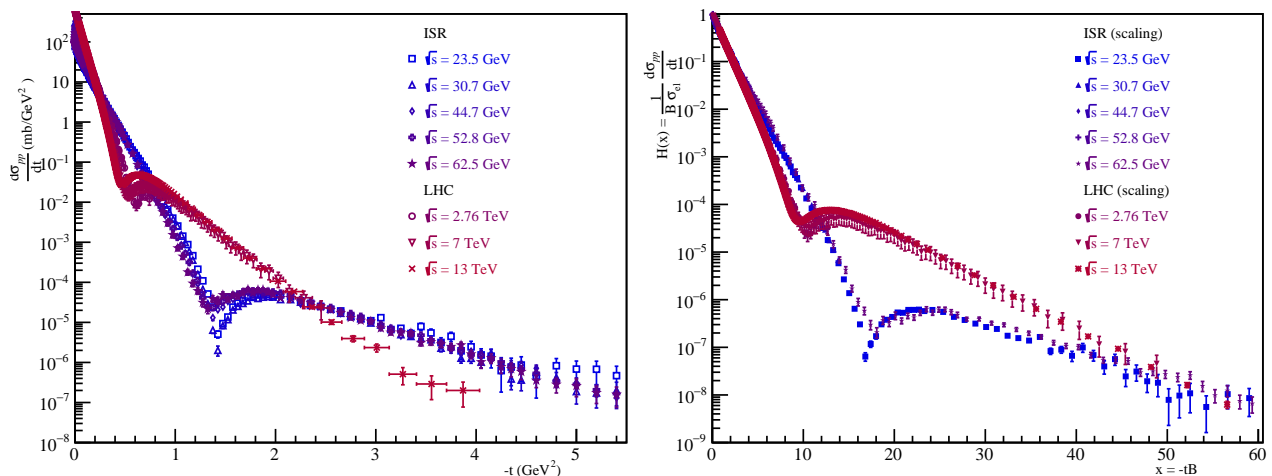 dσ_pp/dt (mb/GeV²)
10²
10
1
10⁻¹
10⁻²
10⁻³
10⁻⁴
10⁻⁵
10⁻⁶
10⁻⁷
10⁻⁸
ISR
√s = 23.5 GeV
√s = 30.7 GeV
√s = 44.7 GeV
√s = 52.8 GeV
√s = 62.5 GeV
LHC
√s = 2.76 TeV
√s = 7 TeV
√s = 13 TeV
0 1 2 3 4 5
-t (GeV²)
H(x) = 1/(B σ_el) dσ_pp/dt
1
10⁻¹
10⁻²
10⁻³
10⁻⁴
10⁻⁵
10⁻⁶
10⁻⁷
10⁻⁸
10⁻⁹
ISR (scaling)
√s = 23.5 GeV
√s = 30.7 GeV
√s = 44.7 GeV
√s = 52.8 GeV
√s = 62.5 GeV
LHC (scaling)
√s = 2.76 TeV
√s = 7 TeV
√s = 13 TeV
0 10 20 30 40 50 60
x = -tB